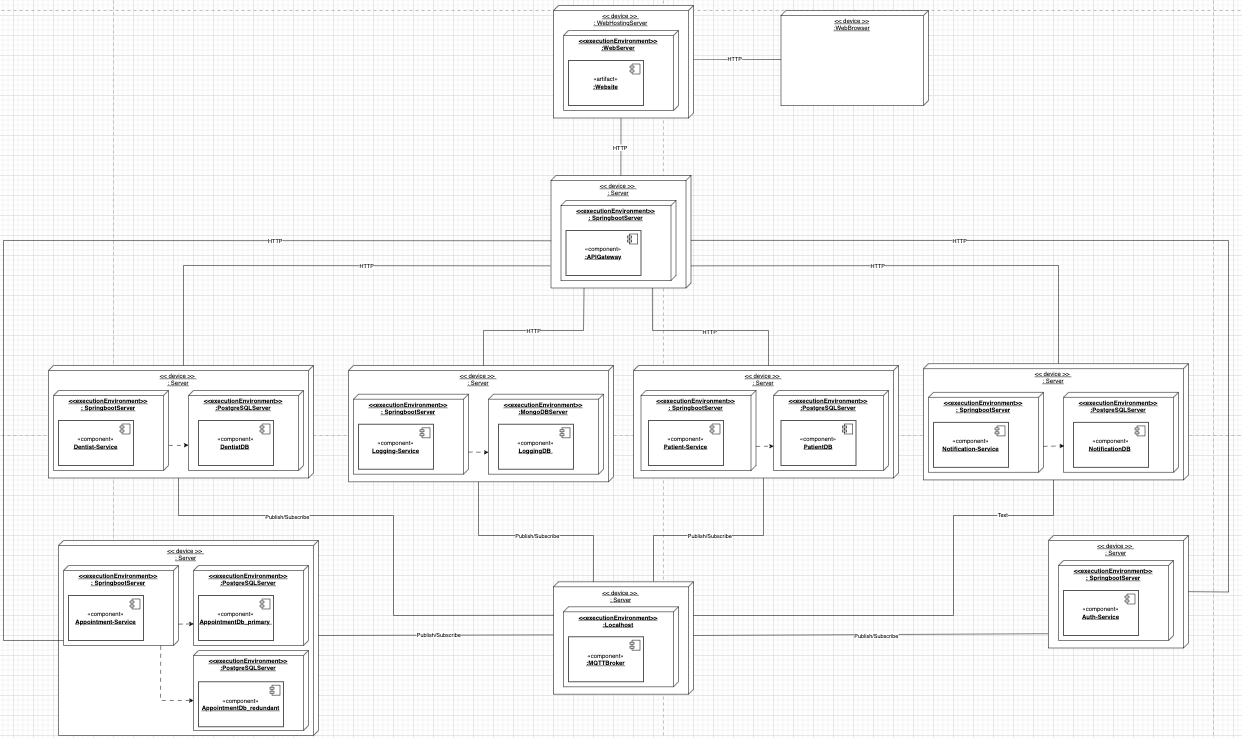 << device >>
: WebHostingServer
<<executionEnvironment>>
:WebServer
«artifact»
:Website
HTTP
<< device >>
:WebBrowser
HTTP
<< device >>
: Server
<<executionEnvironment>>
: SpringbootServer
«component»
:APIGateway
HTTP
HTTP
HTTP
HTTP
HTTP
HTTP
<< device >>
: Server
<<executionEnvironment>>
: SpringbootServer
«component»
Dentist-Service
<<executionEnvironment>>
:PostgreSQLServer
«component»
DentistDB
<< device >>
: Server
<<executionEnvironment>>
: SpringbootServer
«component»
Logging-Service
<<executionEnvironment>>
:MongoDBServer
«component»
LoggingDB
<< device >>
: Server
<<executionEnvironment>>
: SpringbootServer
«component»
Patient-Service
<<executionEnvironment>>
:PostgreSQLServer
«component»
PatientDB
<< device >>
: Server
<<executionEnvironment>>
: SpringbootServer
«component»
Notification-Service
<<executionEnvironment>>
:PostgreSQLServer
«component»
NotificationDB
Publish/Subscribe
Publish/Subscribe
Publish/Subscribe
Text
<< device >>
: Server
<<executionEnvironment>>
: SpringbootServer
«component»
Appointment-Service
<<executionEnvironment>>
:PostgreSQLServer
«component»
AppointmentDb_primary
<<executionEnvironment>>
:PostgreSQLServer
«component»
AppointmentDb_redundant
Publish/Subscribe
<< device >>
: Server
<<executionEnvironment>>
:Localhost
«component»
:MQTTBroker
Publish/Subscribe
<< device >>
: Server
<<executionEnvironment>>
: SpringbootServer
«component»
Auth-Service